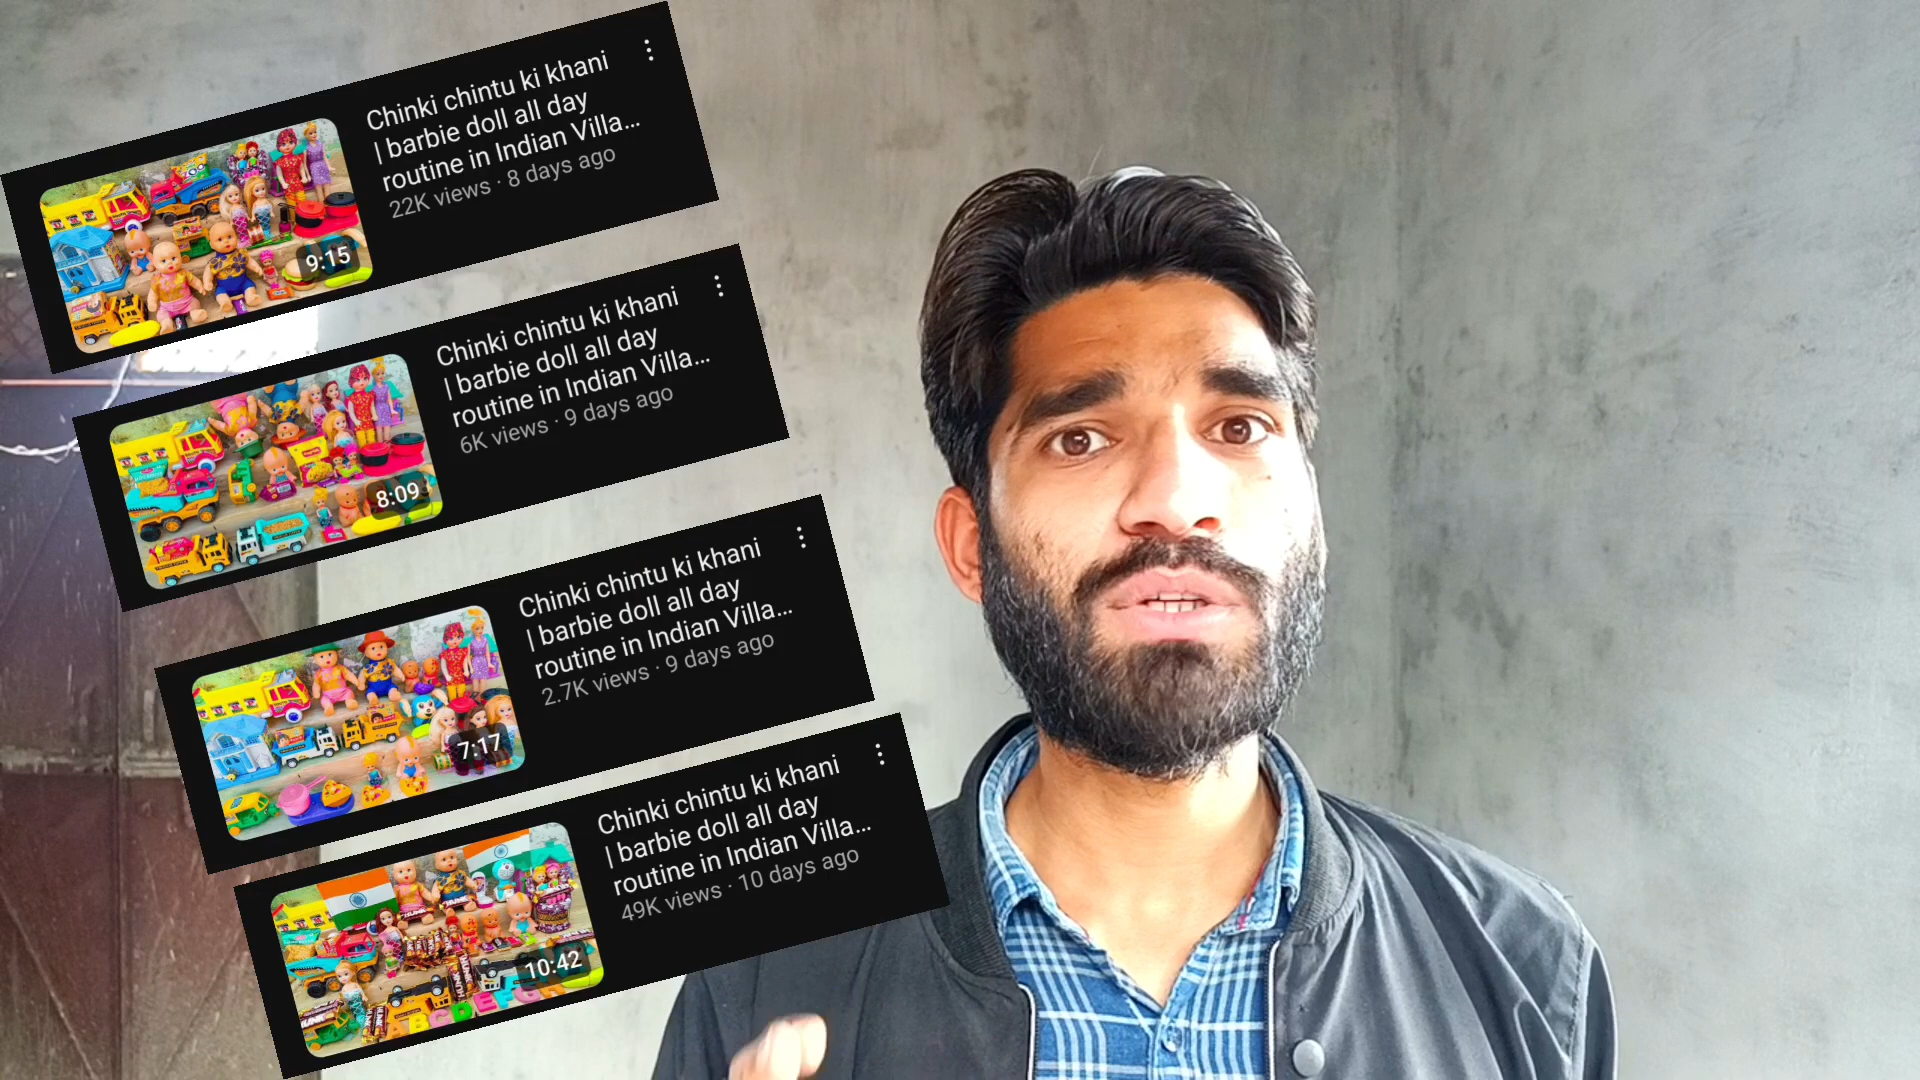 Chinki chintu ki khani
| barbie doll all day
routine in Indian Villa...
22K views · 8 days ago
9:15
Chinki chintu ki khani
| barbie doll all day
routine in Indian Villa...
6K views · 9 days ago
8:09
Chinki chintu ki khani
| barbie doll all day
routine in Indian Villa...
2.7K views · 9 days ago
7:17
Chinki chintu ki khani
| barbie doll all day
routine in Indian Villa...
49K views · 10 days ago
10:42